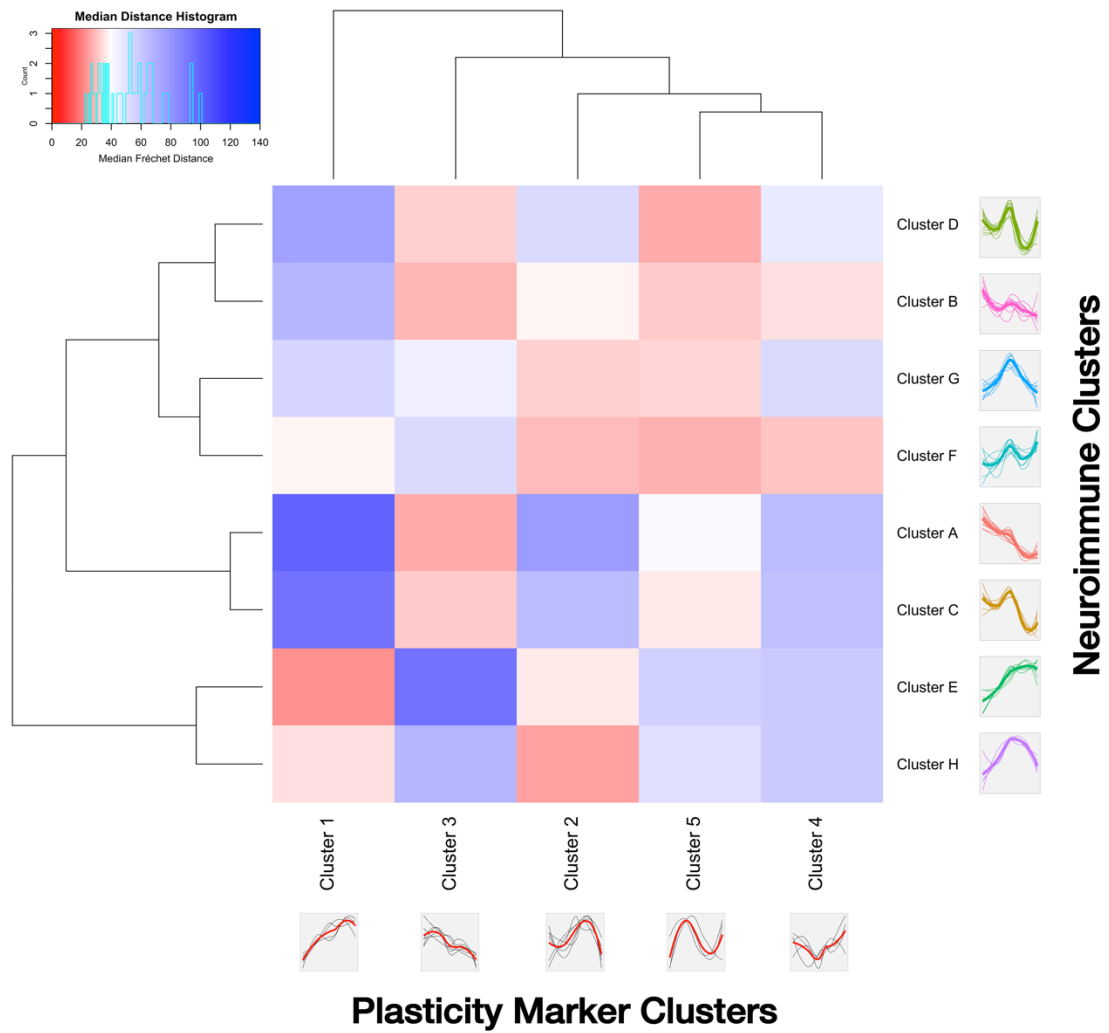 Median Distance Histogram
Count
0 1 2 3
0 20 40 60 80 100 120 140
Median Fréchet Distance
Cluster D
Cluster B
Cluster G
Cluster F
Cluster A
Cluster C
Cluster E
Cluster H
Neuroimmune Clusters
Cluster 1
Cluster 3
Cluster 2
Cluster 5
Cluster 4
Plasticity Marker Clusters